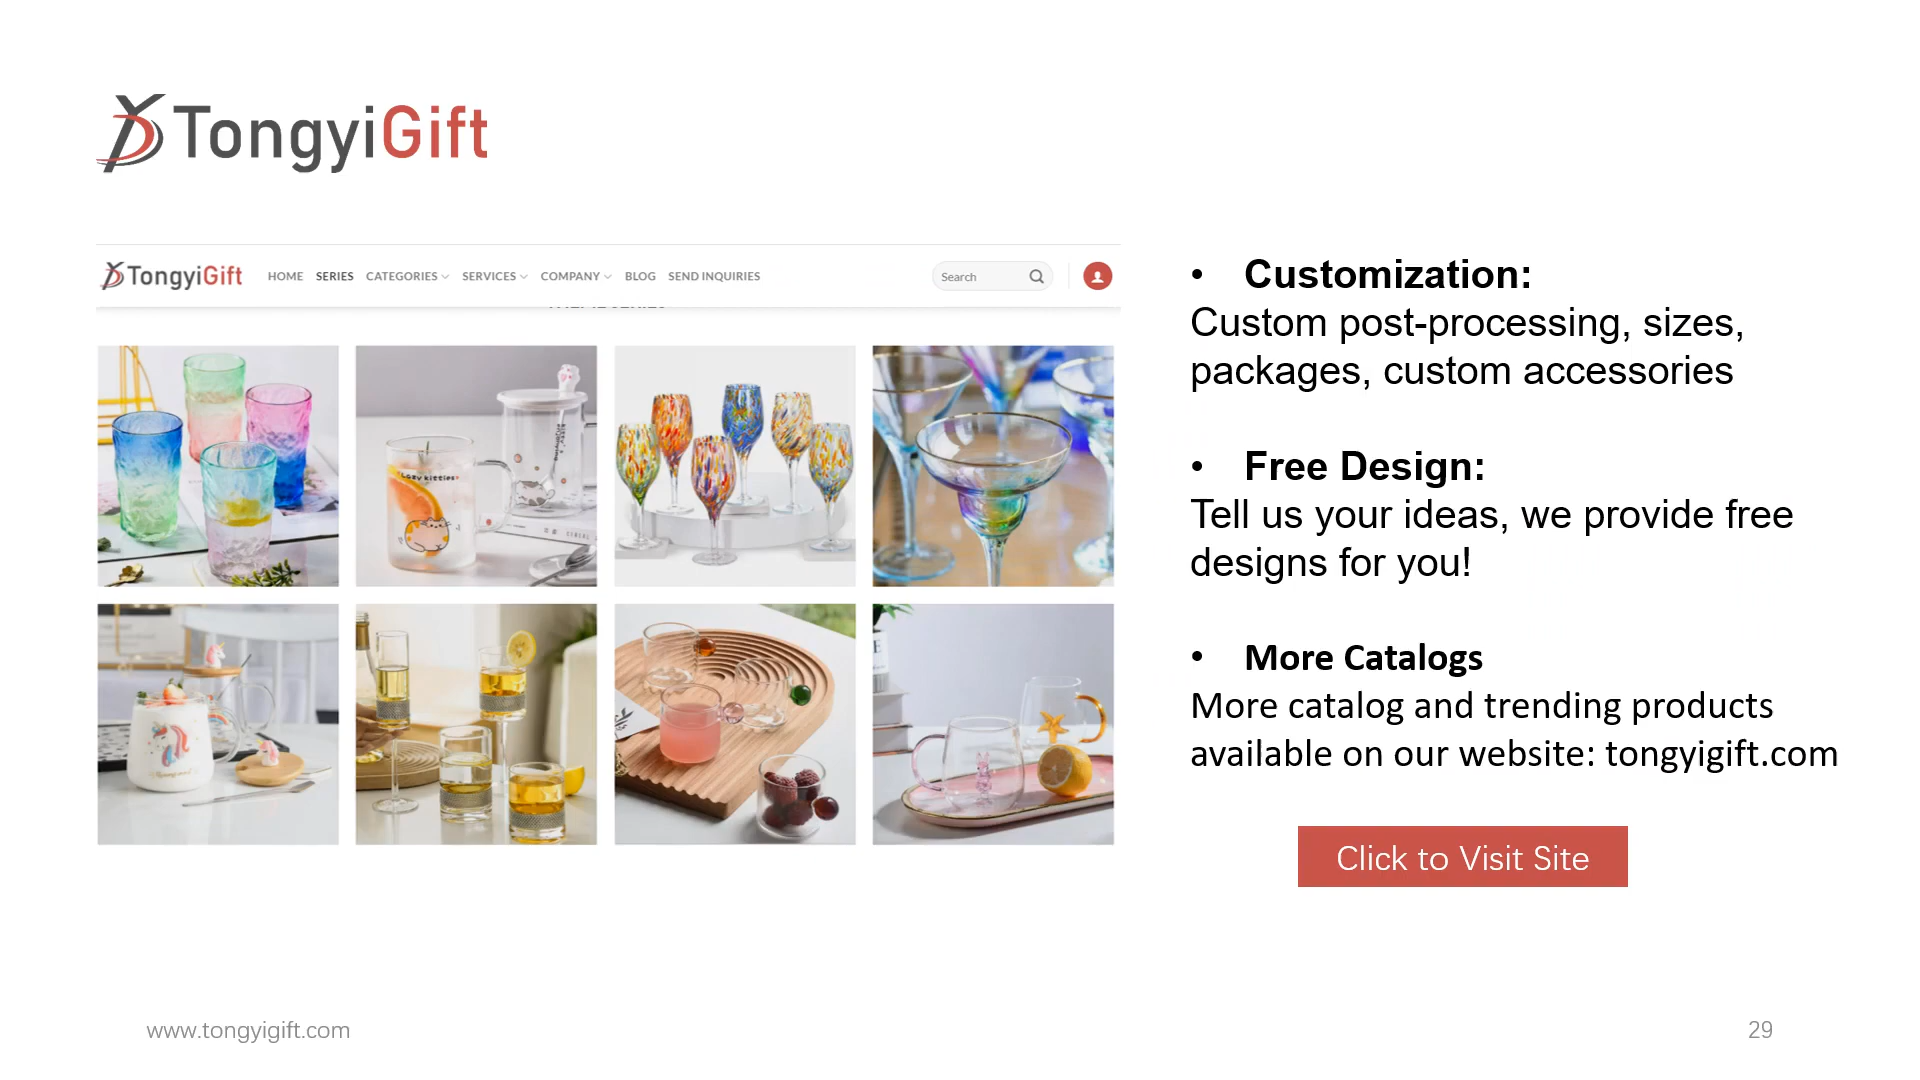 TongyiGift
TongyiGift HOME SERIES CATEGORIES SERVICES COMPANY BLOG SEND INQUIRIES Search
• Customization:
Custom post-processing, sizes,
packages, custom accessories
• Free Design:
Tell us your ideas, we provide free
designs for you!
• More Catalogs
More catalog and trending products
available on our website: tongyigift.com
Click to Visit Site
www.tongyigift.com
29